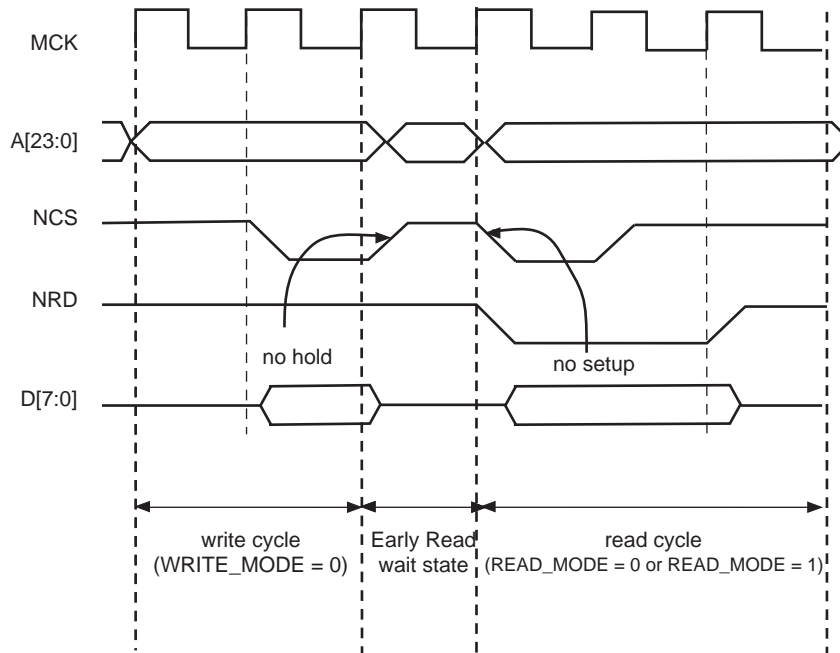 MCK
A[23:0]
NCS
NRD
no hold
no setup
D[7:0]
write cycle
(WRITE_MODE = 0)
Early Read
wait state
read cycle
(READ_MODE = 0 or READ_MODE = 1)